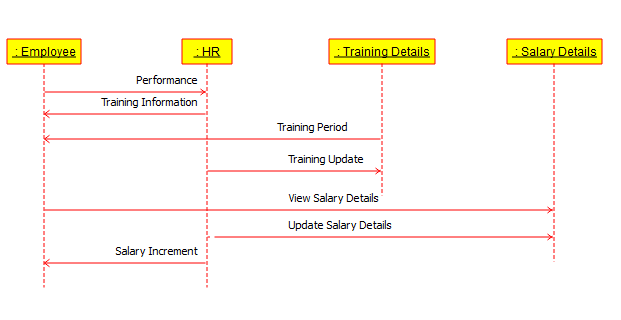 : Employee
: HR
: Training Details
: Salary Details
Performance
Training Information
Training Period
Training Update
View Salary Details
Update Salary Details
Salary Increment